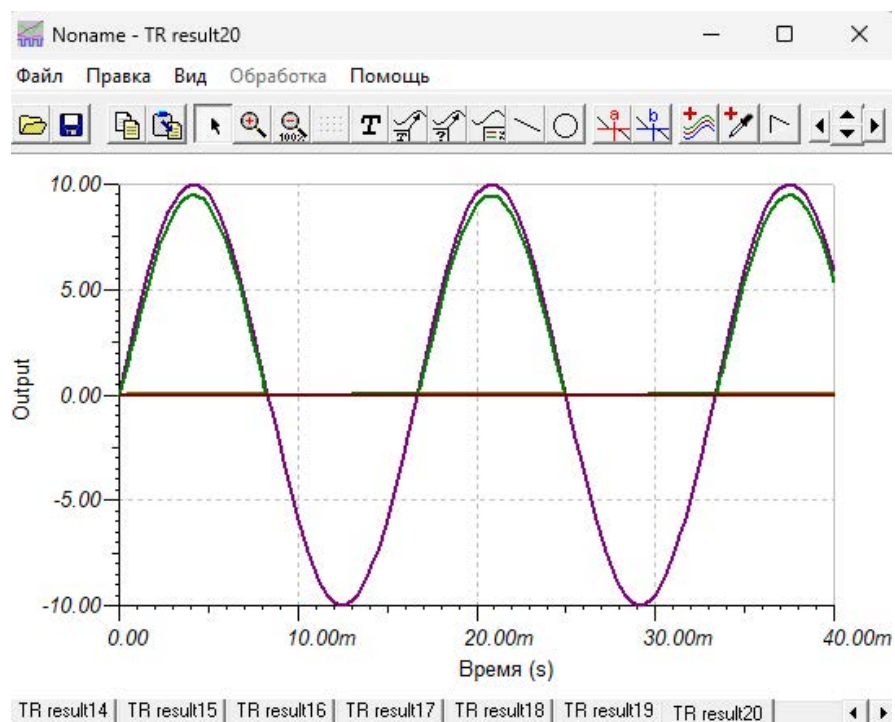 Noname - TR result20
Файл Правка Вид Обработка Помощь
T T ? 100% a b
10.00
5.00
0.00
-5.00
-10.00
Output
0.00 10.00m 20.00m 30.00m 40.00m
Время (s)
TR result14 TR result15 TR result16 TR result17 TR result18 TR result19 TR result20